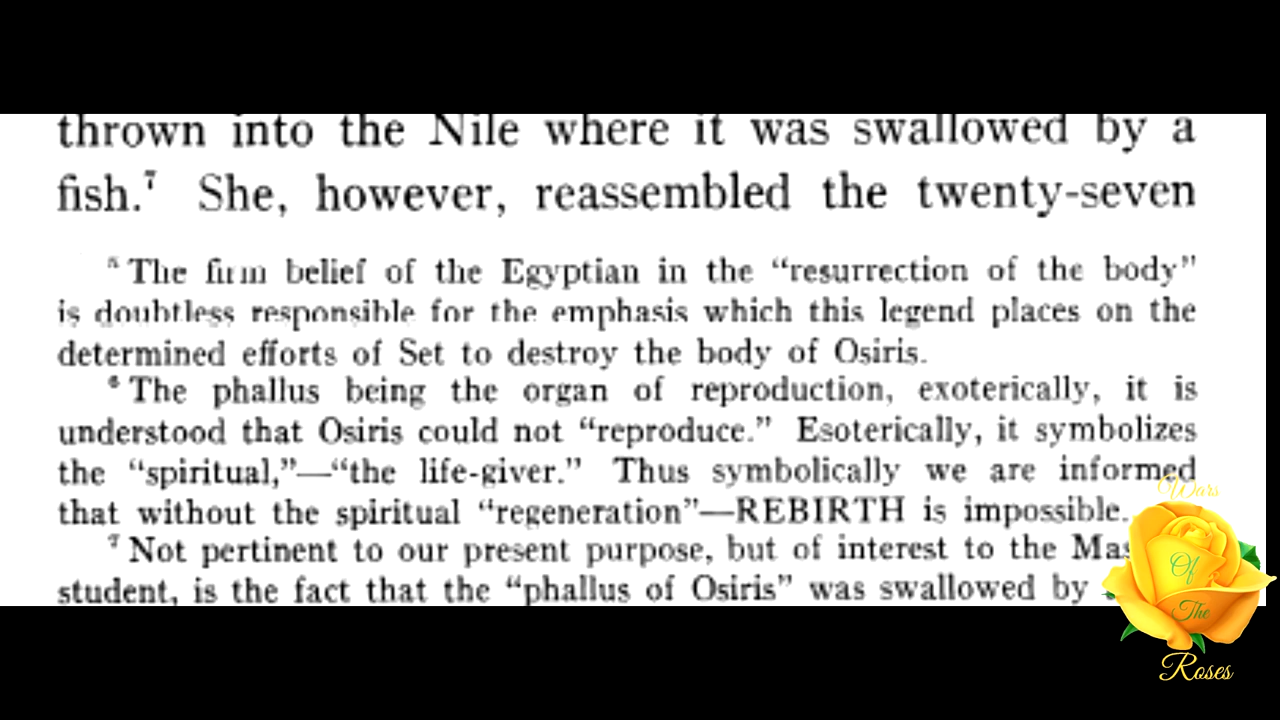 thrown into the Nile where it was swallowed by a
fish.⁷ She, however, reassembled the twenty-seven
⁵ The firm belief of the Egyptian in the “resurrection of the body”
is doubtless responsible for the emphasis which this legend places on the
determined efforts of Set to destroy the body of Osiris.
⁶ The phallus being the organ of reproduction, exoterically, it is
understood that Osiris could not “reproduce.” Esoterically, it symbolizes
the “spiritual,”—“the life-giver.” Thus symbolically we are informed
that without the spiritual “regeneration”—REBIRTH is impossible.
⁷ Not pertinent to our present purpose, but of interest to the Mas
student, is the fact that the “phallus of Osiris” was swallowed by
Wars
Of
The
Roses